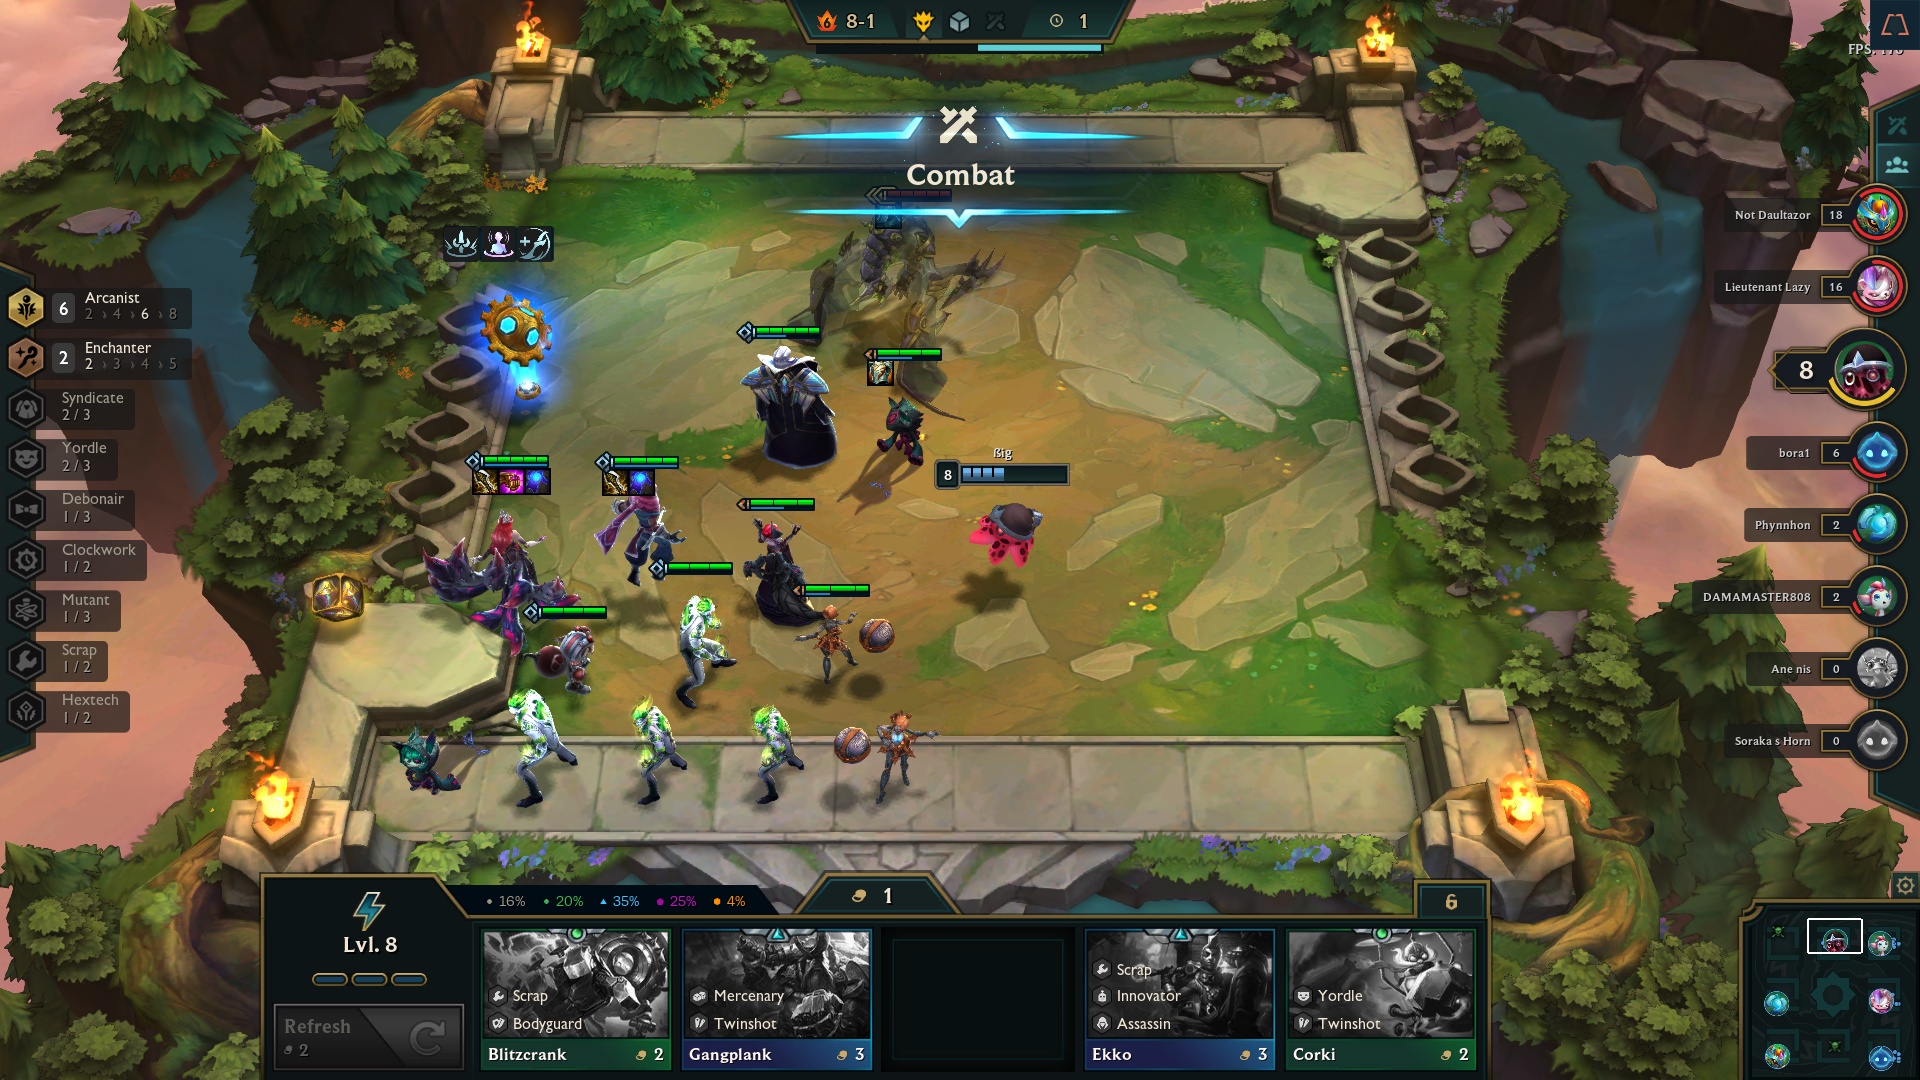 8-1
1
FPS:
Combat
Not Daultazor 18
Lieutenant Lazy 16
8
bora1 6
Phynnhon 2
DAMAMASTER808 2
Ane nis 0
Soraka s Horn 0
6 Arcanist
2 › 4 › 6 › 8
2 Enchanter
2 › 3 › 4 › 5
Syndicate
2 / 3
Yordle
2 / 3
Debonair
1 / 3
Clockwork
1 / 2
Mutant
1 / 3
Scrap
1 / 2
Hextech
1 / 2
ßig
8
16% 20% 35% 25% 4%
1
6
Lvl. 8
Refresh
2
Scrap
Bodyguard
Blitzcrank 2
Mercenary
Twinshot
Gangplank 3
Scrap
Innovator
Assassin
Ekko 3
Yordle
Twinshot
Corki 2